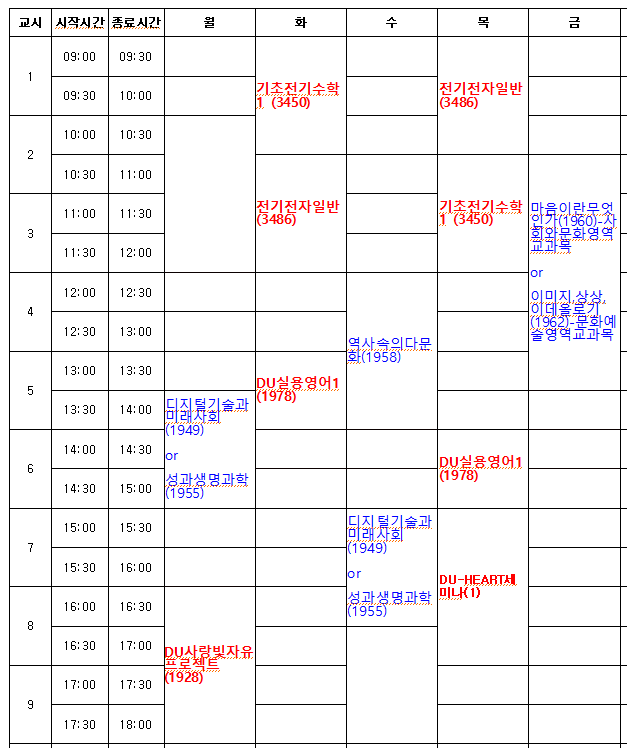 교시 시작시간 종료시간 월 화 수 목 금
1 09:00 09:30
09:30 10:00
기초전기수학
1 (3450)
전기전자일반
(3486)
2 10:00 10:30
10:30 11:00
3 11:00 11:30
11:30 12:00
전기전자일반
(3486)
기초전기수학
1 (3450)
마음이란무엇
인가(1960)-사
회와문화영역
교과목
or
이미지,상상,
이데올로기
(1962)-문화예
술영역교과목
4 12:00 12:30
12:30 13:00
역사속의다문
화(1958)
5 13:00 13:30
13:30 14:00
DU실용영어1
(1978)
디지털기술과
미래사회
(1949)
or
성과생명과학
(1955)
6 14:00 14:30
14:30 15:00
DU실용영어1
(1978)
7 15:00 15:30
15:30 16:00
디지털기술과
미래사회
(1949)
or
성과생명과학
(1955)
DU-HEART세
미나(1)
8 16:00 16:30
16:30 17:00
DU사랑빛자유
프로젝트
(1928)
9 17:00 17:30
17:30 18:00